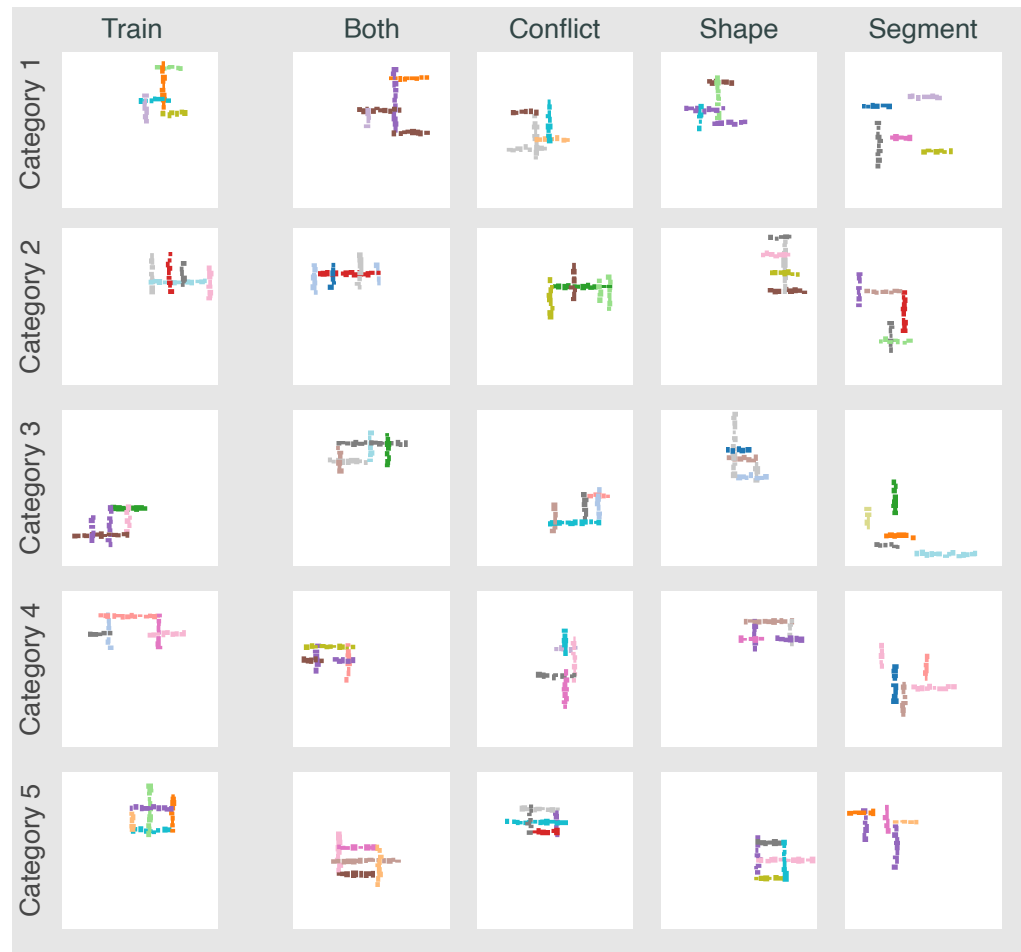 Train Both Conflict Shape Segment
Category 1
Category 2
Category 3
Category 4
Category 5